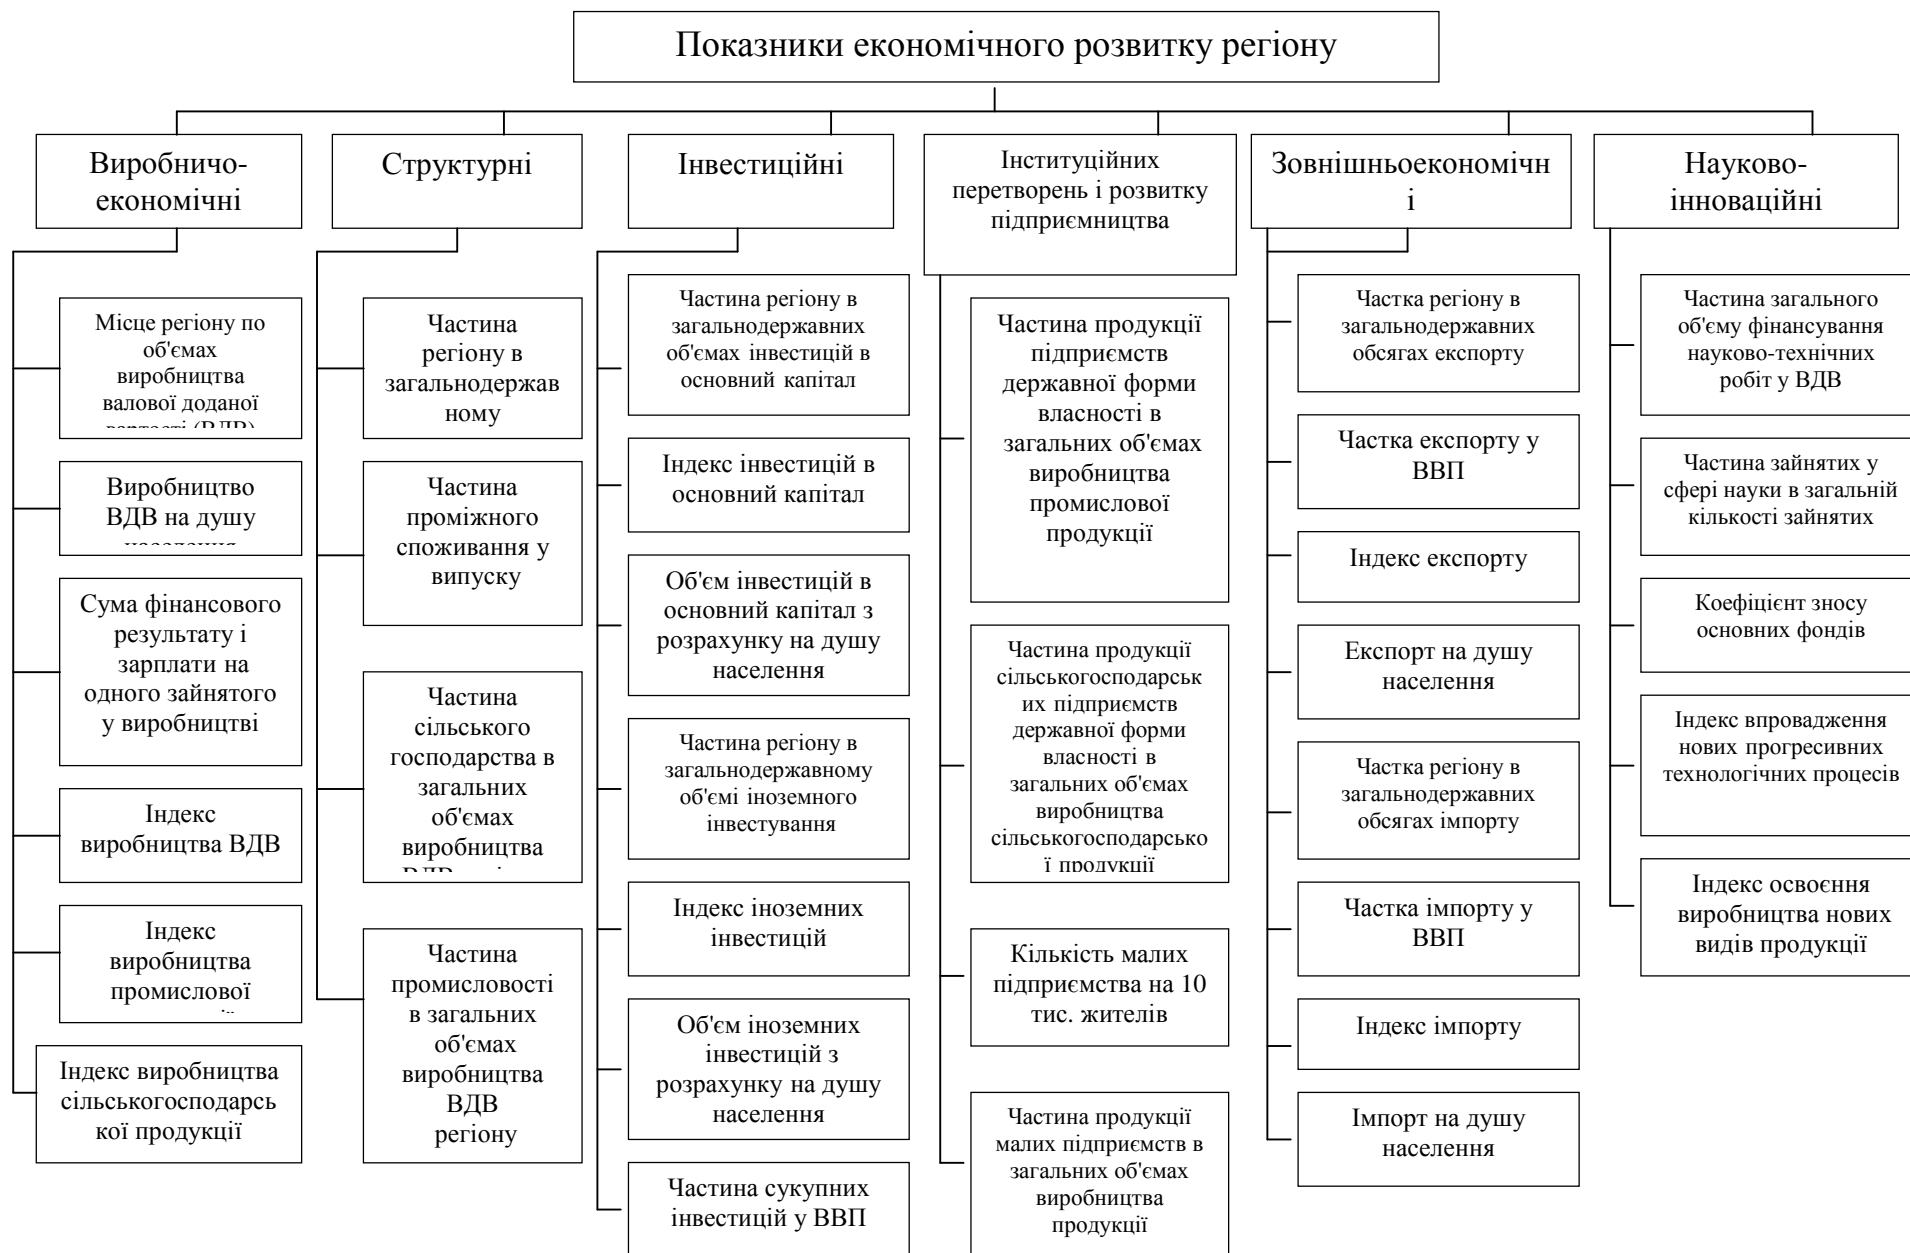 Показники економічного розвитку регіону
Виробничо-
економічні
Місце регіону по
об'ємах
виробництва
валової доданої
вартості (ВДВ)
Виробництво
ВДВ на душу
населення
Сума фінансового
результату і
зарплати на
одного зайнятого
у виробництві
Індекс
виробництва ВДВ
Індекс
виробництва
промислової
Індекс виробництва
сільськогосподарсь
кої продукції
Структурні
Частина
регіону в
загальнодержав
ному
Частина
проміжного
споживання у
випуску
Частина
сільського
господарства в
загальних
об'ємах
виробництва
Частина
промисловості
в загальних
об'ємах
виробництва
ВДВ
регіону
Інвестиційні
Частина регіону в
загальнодержавних
об'ємах інвестицій в
основний капітал
Індекс інвестицій в
основний капітал
Об'єм інвестицій в
основний капітал з
розрахунку на душу
населення
Частина регіону в
загальнодержавному
об'ємі іноземного
інвестування
Індекс іноземних
інвестицій
Об'єм іноземних
інвестицій з
розрахунку на душу
населення
Частина сукупних
інвестицій у ВВП
Інституційних
перетворень і розвитку
підприємництва
Частина продукції
підприємств
державної форми
власності в
загальних об'ємах
виробництва
промислової
продукції
Частина продукції
сільськогосподарськ
их підприємств
державної форми
власності в
загальних об'ємах
виробництва
сільськогосподарсько
ї продукції
Кількість малих
підприємства на 10
тис. жителів
Частина продукції
малих підприємств в
загальних об'ємах
виробництва
продукції
Зовнішньоекономічн
і
Частка регіону в
загальнодержавних
обсягах експорту
Частка експорту у
ВВП
Індекс експорту
Експорт на душу
населення
Частка регіону в
загальнодержавних
обсягах імпорту
Частка імпорту у
ВВП
Індекс імпорту
Імпорт на душу
населення
Науково-
інноваційні
Частина загального
об'єму фінансування
науково-технічних
робіт у ВДВ
Частина зайнятих у
сфері науки в загальній
кількості зайнятих
Коефіцієнт зносу
основних фондів
Індекс впровадження
нових прогресивних
технологічних процесів
Індекс освоєння
виробництва нових
видів продукції